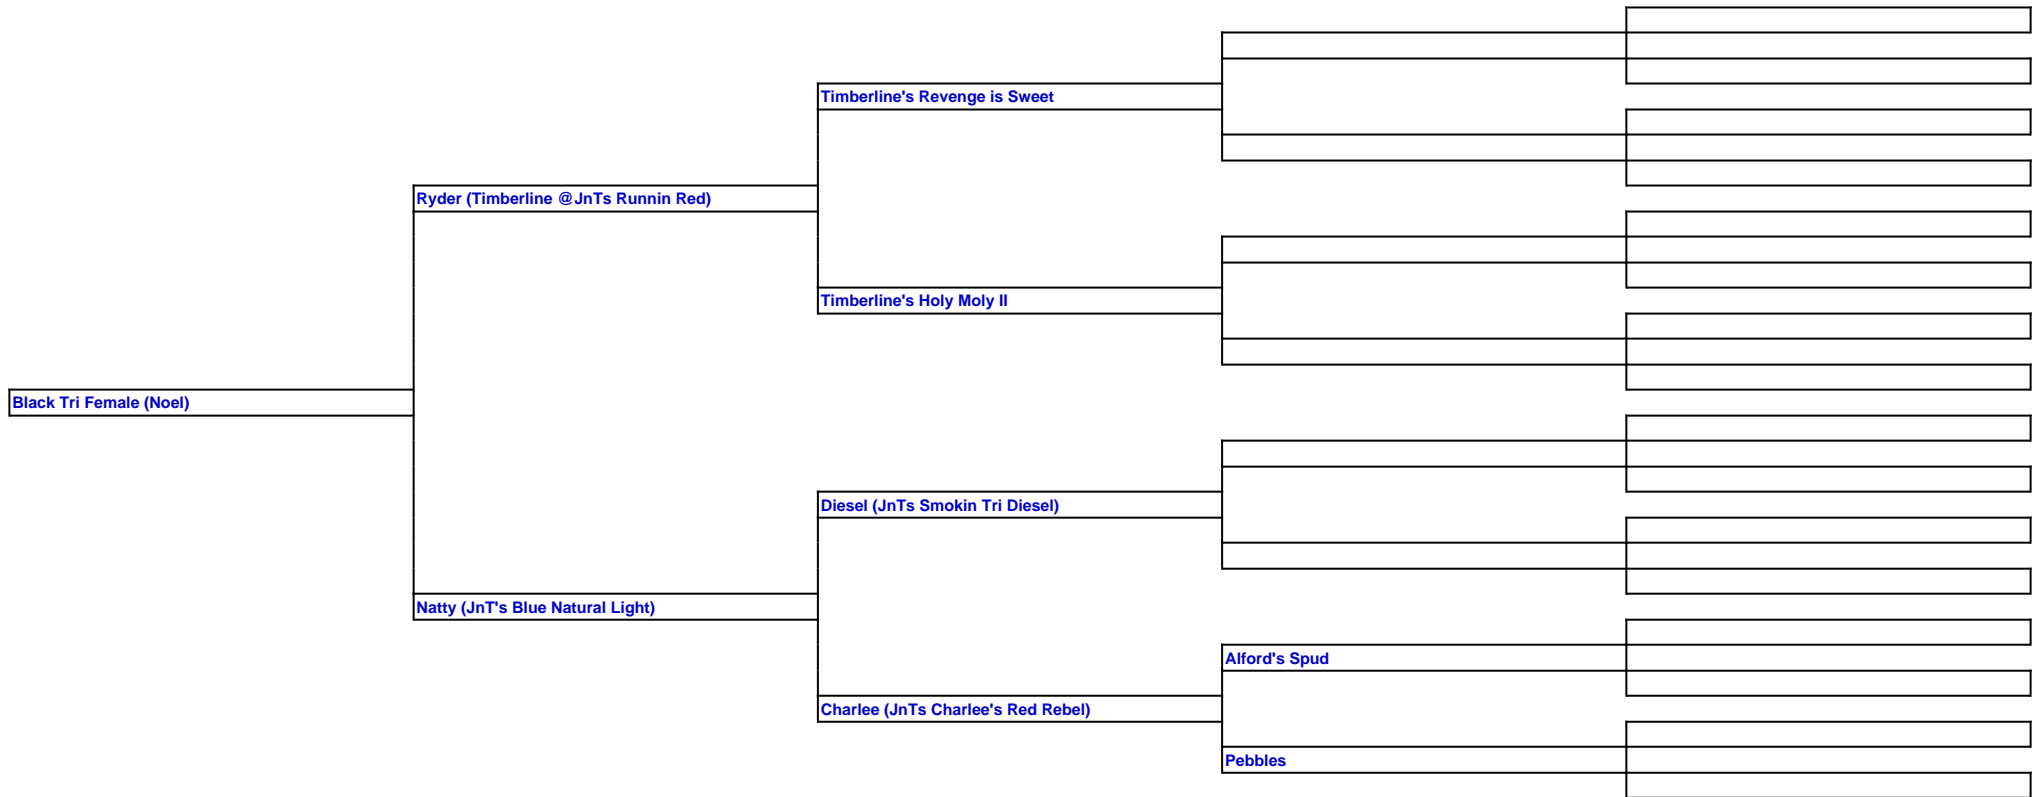 Timberline's Revenge is Sweet
Ryder (Timberline @JnTs Runnin Red)
Timberline's Holy Moly II
Black Tri Female (Noel)
Diesel (JnTs Smokin Tri Diesel)
Natty (JnT's Blue Natural Light)
Alford's Spud
Charlee (JnTs Charlee's Red Rebel)
Pebbles